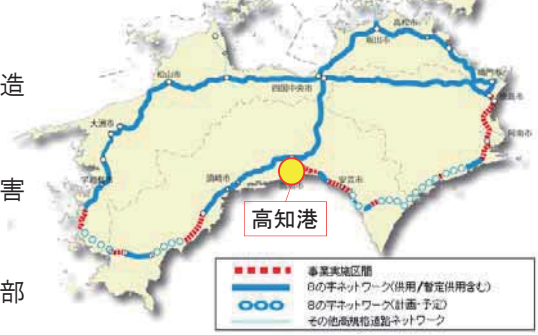 高松市
坂出市
鳴門市
徳島市
造
松山市
四国中央市
阿南市
大洲市
害
宇和島市
須崎市
安芸市
高知港
事業実施区間
8の字ネットワーク(供用/暫定供用含む)
8の字ネットワーク(計画・予定)
その他高規格道路ネットワーク
部